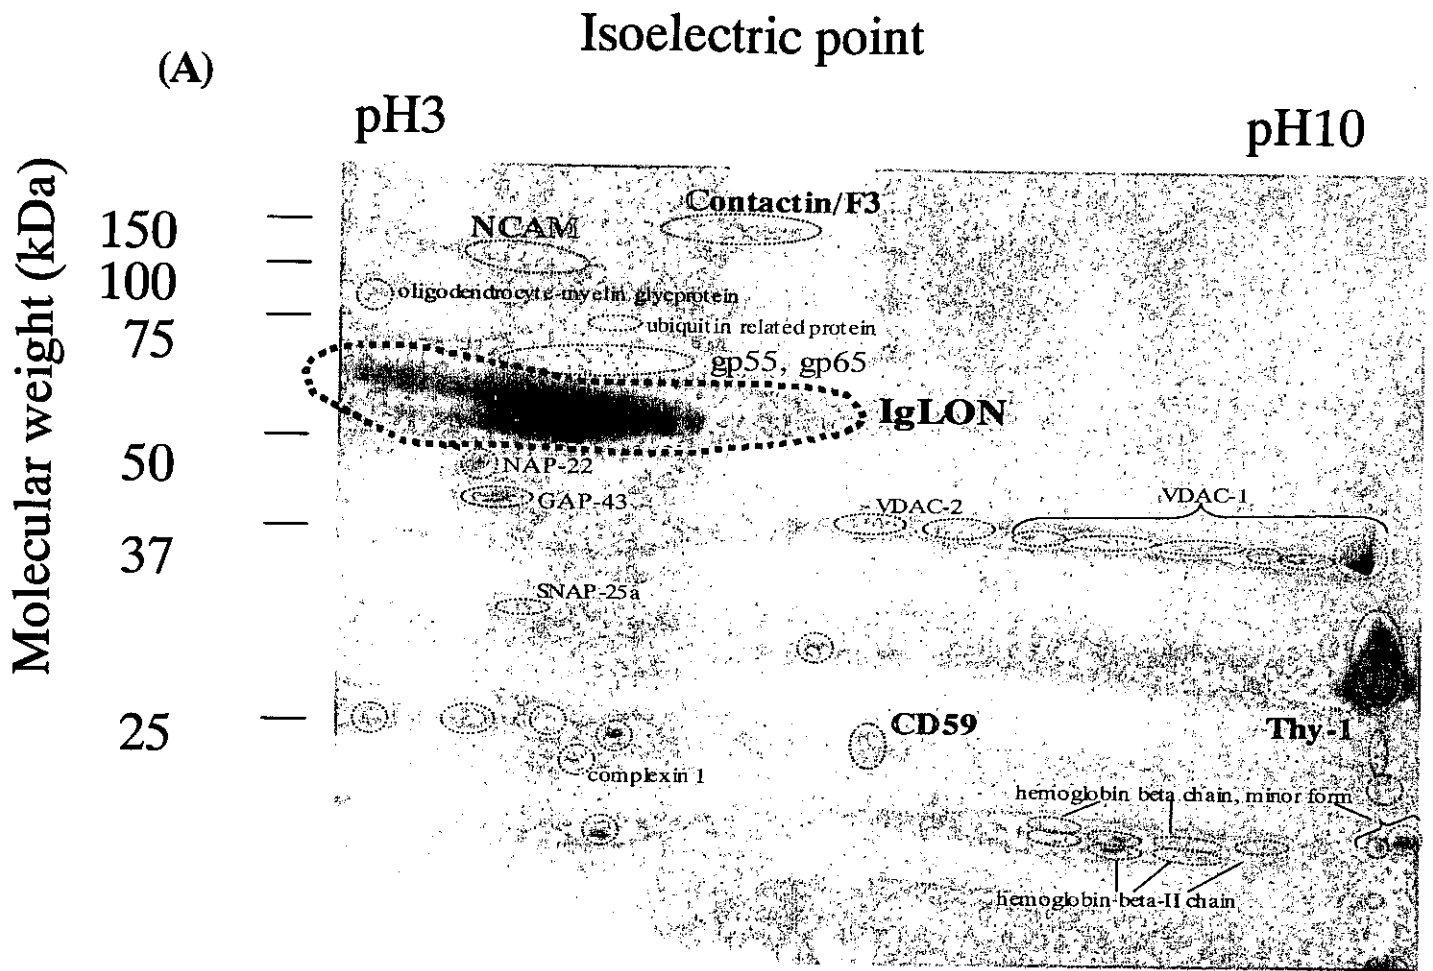 Isoelectric point
(A)
pH3
pH10
Molecular weight (kDa)
150
100
75
50
37
25
Contactin/F3
NCAM
oligodendrocyte-myelin glycprotein
ubiquitin related protein
gp55, gp65
IgLON
NAP-22
GAP-43
VDAC-2
VDAC-1
SNAP-25a
CD59
Thy-1
complexin 1
hemoglobin beta chain, minor form
hemoglobin-beta-II chain